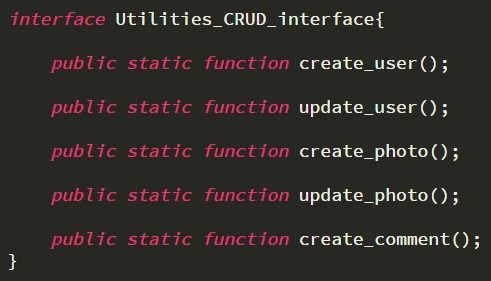 interface Utilities_CRUD_interface{
public static function create_user();
public static function update_user();
public static function create_photo();
public static function update_photo();
public static function create_comment();
}